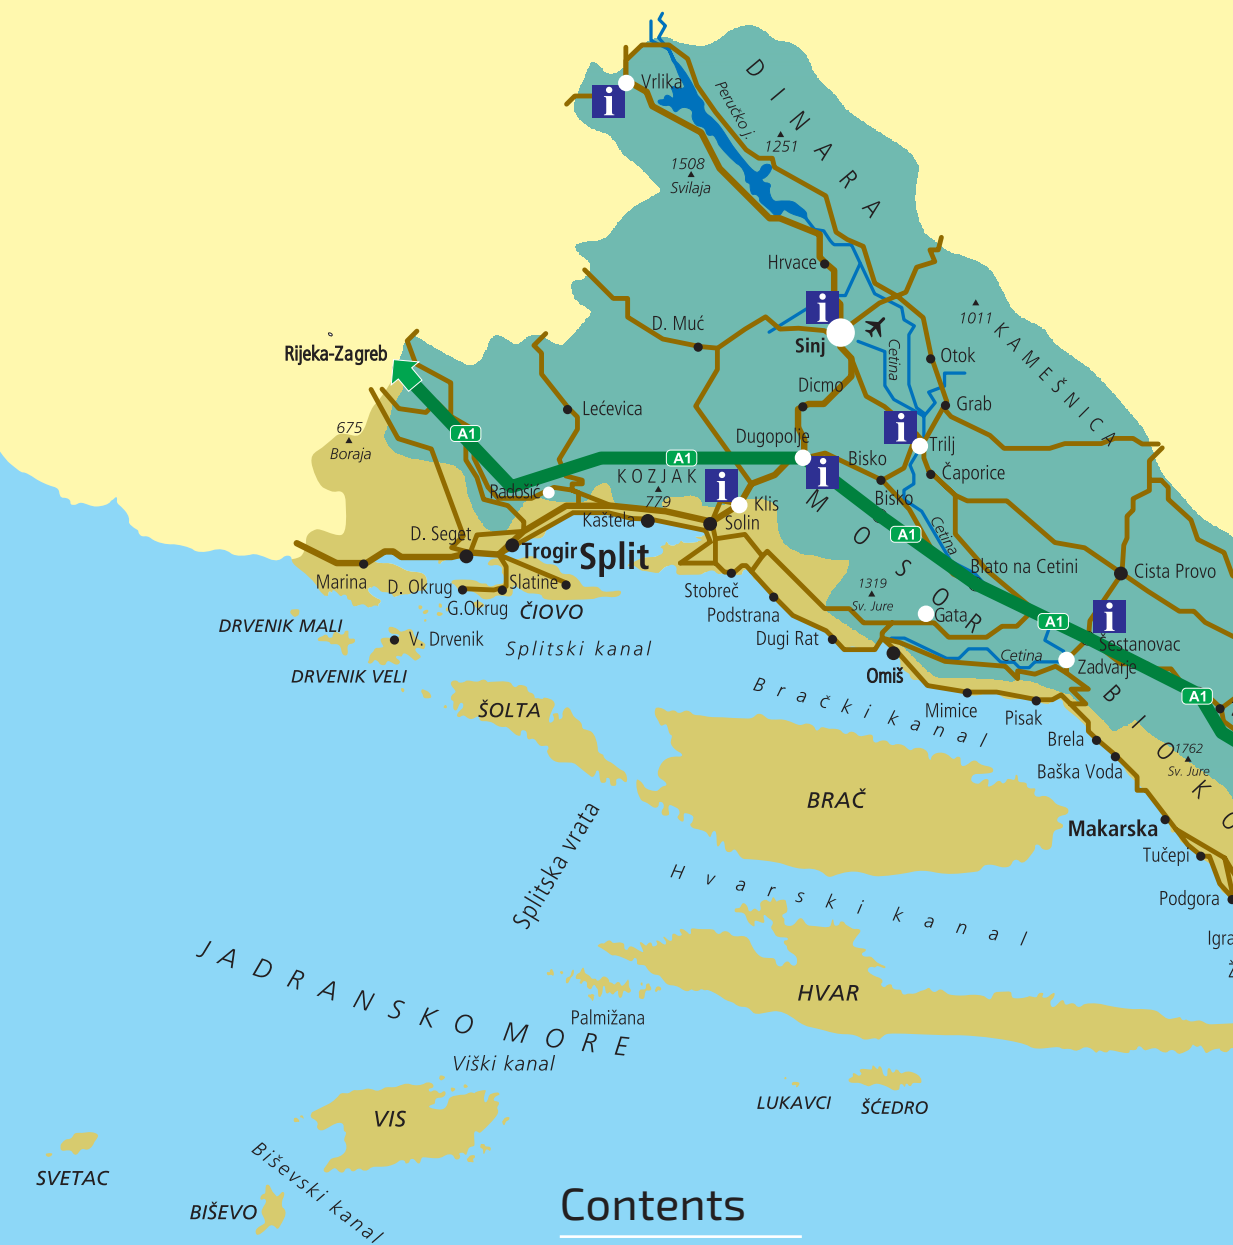 DINARA
Vrlika
i
Peručko j.
1251
1508
Svilaja
Hrvace
i
1011
KAMEŠNICA
D. Muć
Sinj
Cetina
Otok
Rijeka-Zagreb
Dicmo
Lećevica
Grab
675
Boraja
A1
i
Dugopolje
Trilj
A1
Bisko
KOZJAK
i
Čaporice
Radošić
i
779
Bisko
Klis
MOSOR
Kaštela
Solin
Cetina
D. Seget
A1
Trogir
Split
Blato na Cetini
Cista Provo
Marina
D. Okrug
Slatine
Stobreč
1319
Sv. Jure
G.Okrug
ČIOVO
Podstrana
Gata
i
DRVENIK MALI
A1
V. Drvenik
Splitski kanal
Dugi Rat
Šestanovac
Cetina
Zadvarje
DRVENIK VELI
Omiš
Brački kanal
A1
ŠOLTA
Mimice
Pisak
BIOKO
Brela
1762
Sv. Jure
Baška Voda
BRAČ
Splitska vrata
Makarska
Tučepi
Hvarski kanal
Podgora
Igra
JADRANSKO MORE
HVAR
Palmižana
Viški kanal
LUKAVCI
ŠĆEDRO
VIS
Biševski kanal
SVETAC
BIŠEVO
Contents